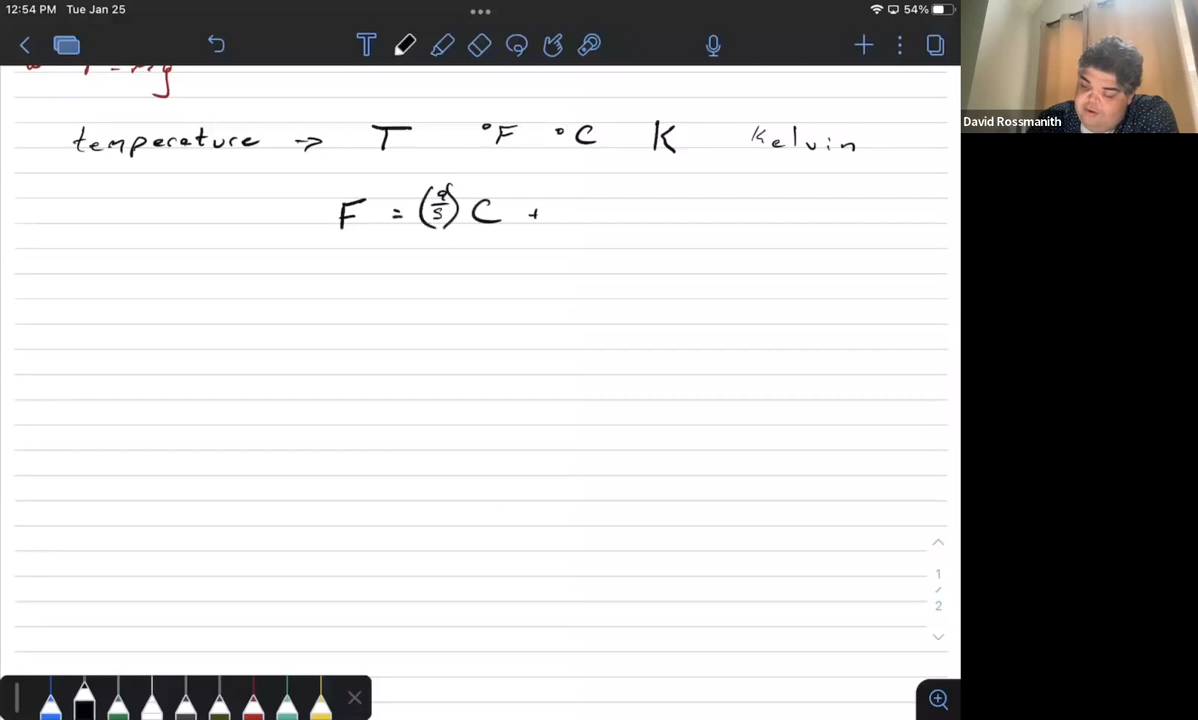 12:54 PM Tue Jan 25
54%
temperature → T °F °C K Kelvin
F = (9/5) C +
David Rossmanith
1
/
2